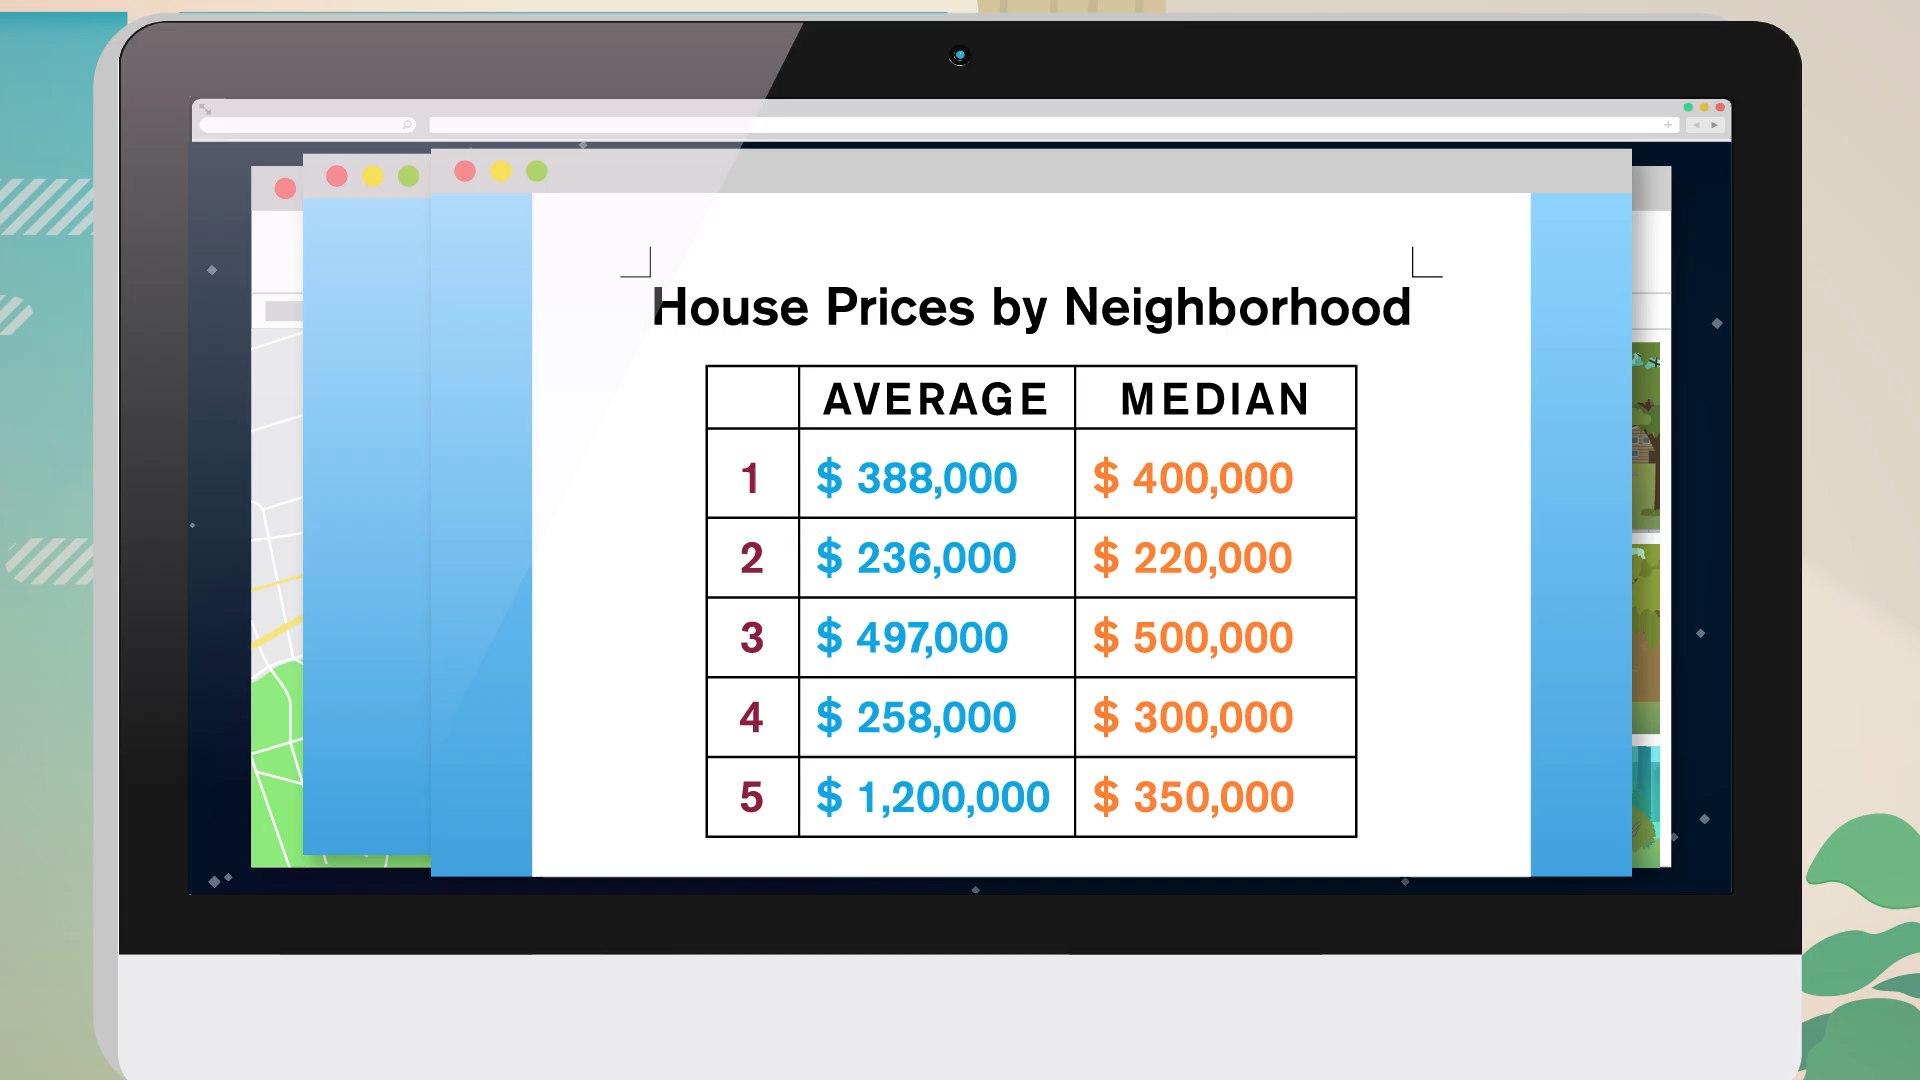 House Prices by Neighborhood
AVERAGE MEDIAN
1 $ 388,000 $ 400,000
2 $ 236,000 $ 220,000
3 $ 497,000 $ 500,000
4 $ 258,000 $ 300,000
5 $ 1,200,000 $ 350,000